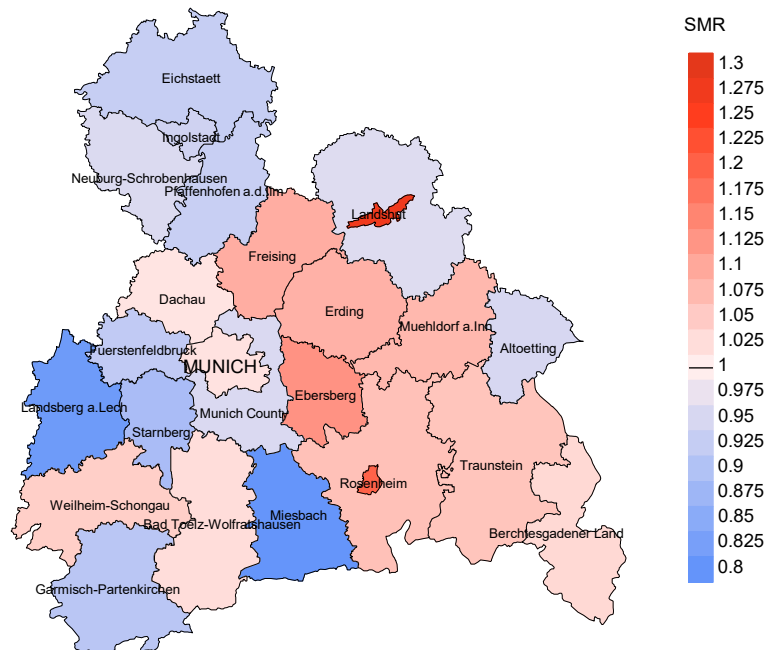 SMR
Eichstaett
Ingolstadt
Neuburg-Schrobenhausen
Pfaffenhofen a.d.Ilm
Landshut
Freising
Dachau
Erding
Muehldorf a.Inn
Altoetting
Fuerstenfeldbruck
MUNICH
Ebersberg
Landsberg a.Lech
Munich County
Starnberg
Traunstein
Rosenheim
Weilheim-Schongau
Miesbach
Bad Toelz-Wolfratshausen
Berchtesgadener Land
Garmisch-Partenkirchen
1.3
1.275
1.25
1.225
1.2
1.175
1.15
1.125
1.1
1.075
1.05
1.025
1
0.975
0.95
0.925
0.9
0.875
0.85
0.825
0.8